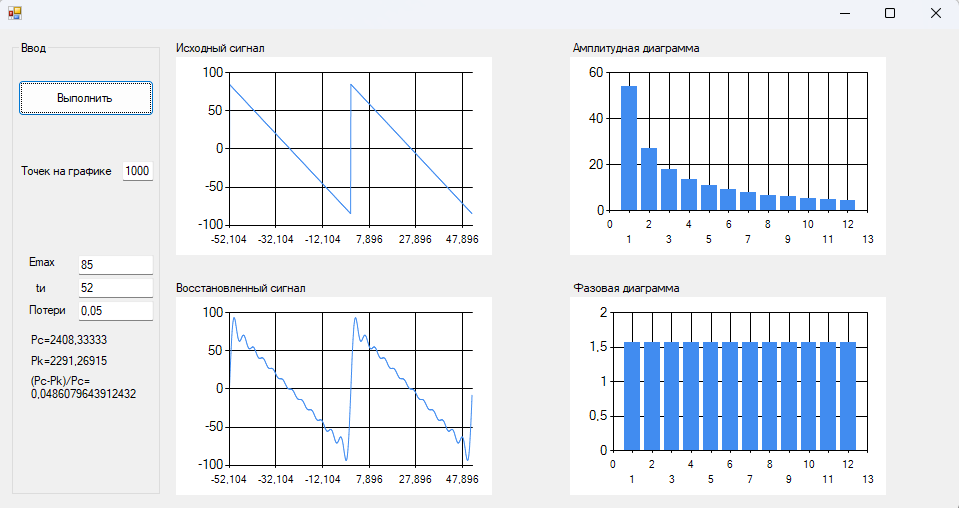 Ввод
Выполнить
Точек на графике 1000
Emax 85
tи 52
Потери 0,05
Pc=2408,33333
Pk=2291,26915
(Pc-Pk)/Pc=
0,0486079643912432
Исходный сигнал
100
50
0
-50
-100
-52,104 -32,104 -12,104 7,896 27,896 47,896
Амплитудная диаграмма
60
40
20
0
0 2 4 6 8 10 12
1 3 5 7 9 11 13
Восстановленный сигнал
100
50
0
-50
-100
-52,104 -32,104 -12,104 7,896 27,896 47,896
Фазовая диаграмма
2
1,5
1
0,5
0
0 2 4 6 8 10 12
1 3 5 7 9 11 13